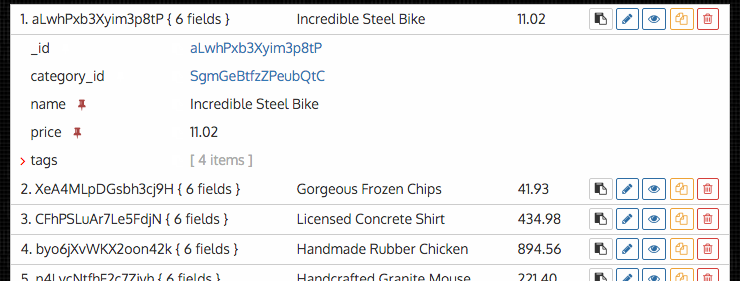 1. aLwhPxb3Xyim3p8tP { 6 fields } Incredible Steel Bike 11.02
_id aLwhPxb3Xyim3p8tP
category_id SgmGeBtfzZPeubQtC
name Incredible Steel Bike
price 11.02
tags [ 4 items ]
2. XeA4MLpDGsbh3cj9H { 6 fields } Gorgeous Frozen Chips 41.93
3. CFhPSLuAr7Le5FdjN { 6 fields } Licensed Concrete Shirt 434.98
4. byo6jXvWKX2oon42k { 6 fields } Handmade Rubber Chicken 894.56
5. n4LycNtfhF2c7Zjyh { 6 fields } Handcrafted Granite Mouse 221.40